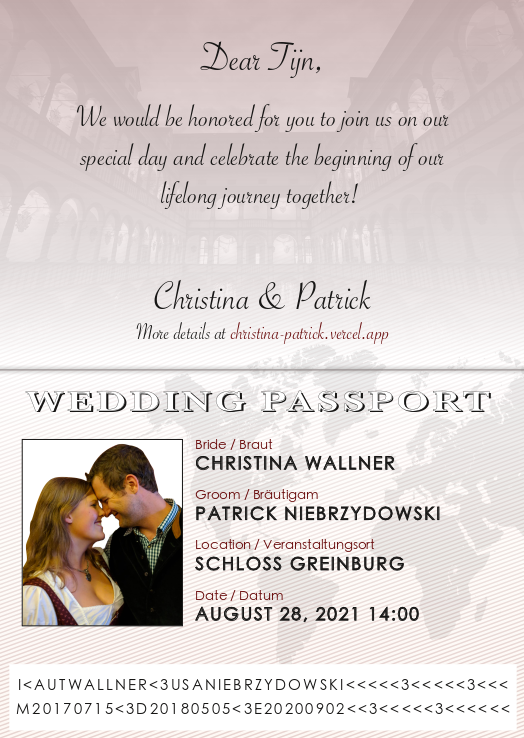 Dear Tijn,
We would be honored for you to join us on our
special day and celebrate the beginning of our
lifelong journey together!
Christina & Patrick
More details at christina-patrick.vercel.app
WEDDING PASSPORT
Bride / Braut
CHRISTINA WALLNER
Groom / Bräutigam
PATRICK NIEBRZYDOWSKI
Location / Veranstaltungsort
SCHLOSS GREINBURG
Date / Datum
AUGUST 28, 2021 14:00
I<AUTWALLNER<3USANIEBRZYDOWSKI<<<<<3<<<<<3<<<
M20170715<3D20180505<3E20200902<<3<<<<<3<<<<<<